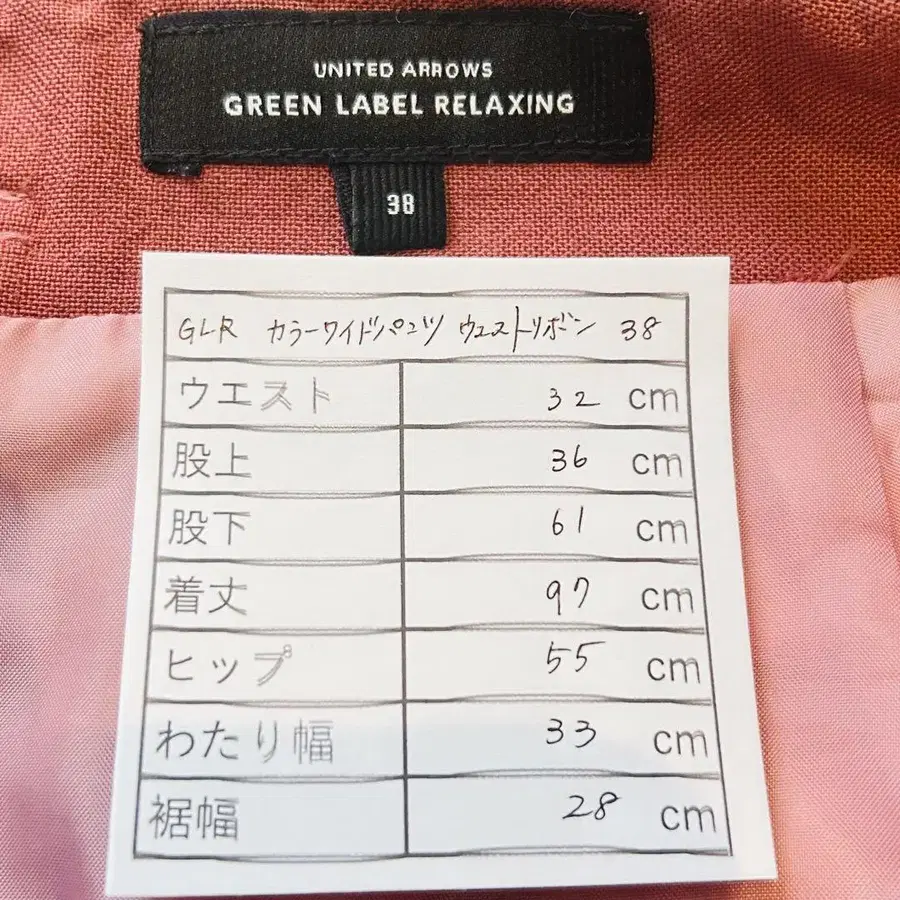 UNITED ARROWS
GREEN LABEL RELAXING
38
GLR カラーワイドパンツ ウエストリボン 38
ウエスト 32 cm
股上 36 cm
股下 61 cm
着丈 97 cm
ヒップ 55 cm
わたり幅 33 cm
裾幅 28 cm